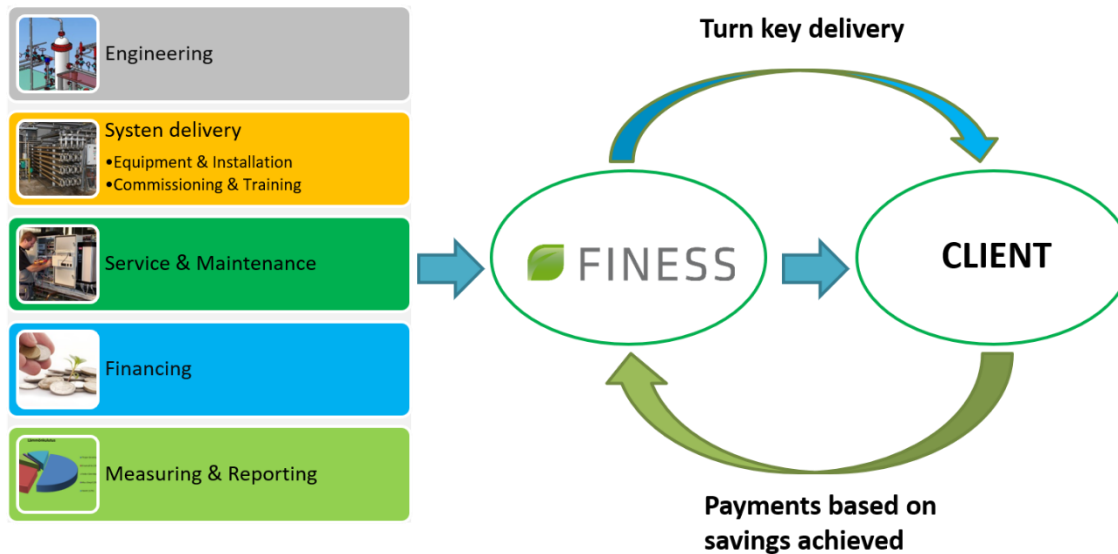 Engineering
Systen delivery
•Equipment & Installation
•Commissioning & Training
Service & Maintenance
Financing
Measuring & Reporting
Turn key delivery
FINESS
CLIENT
Payments based on
savings achieved